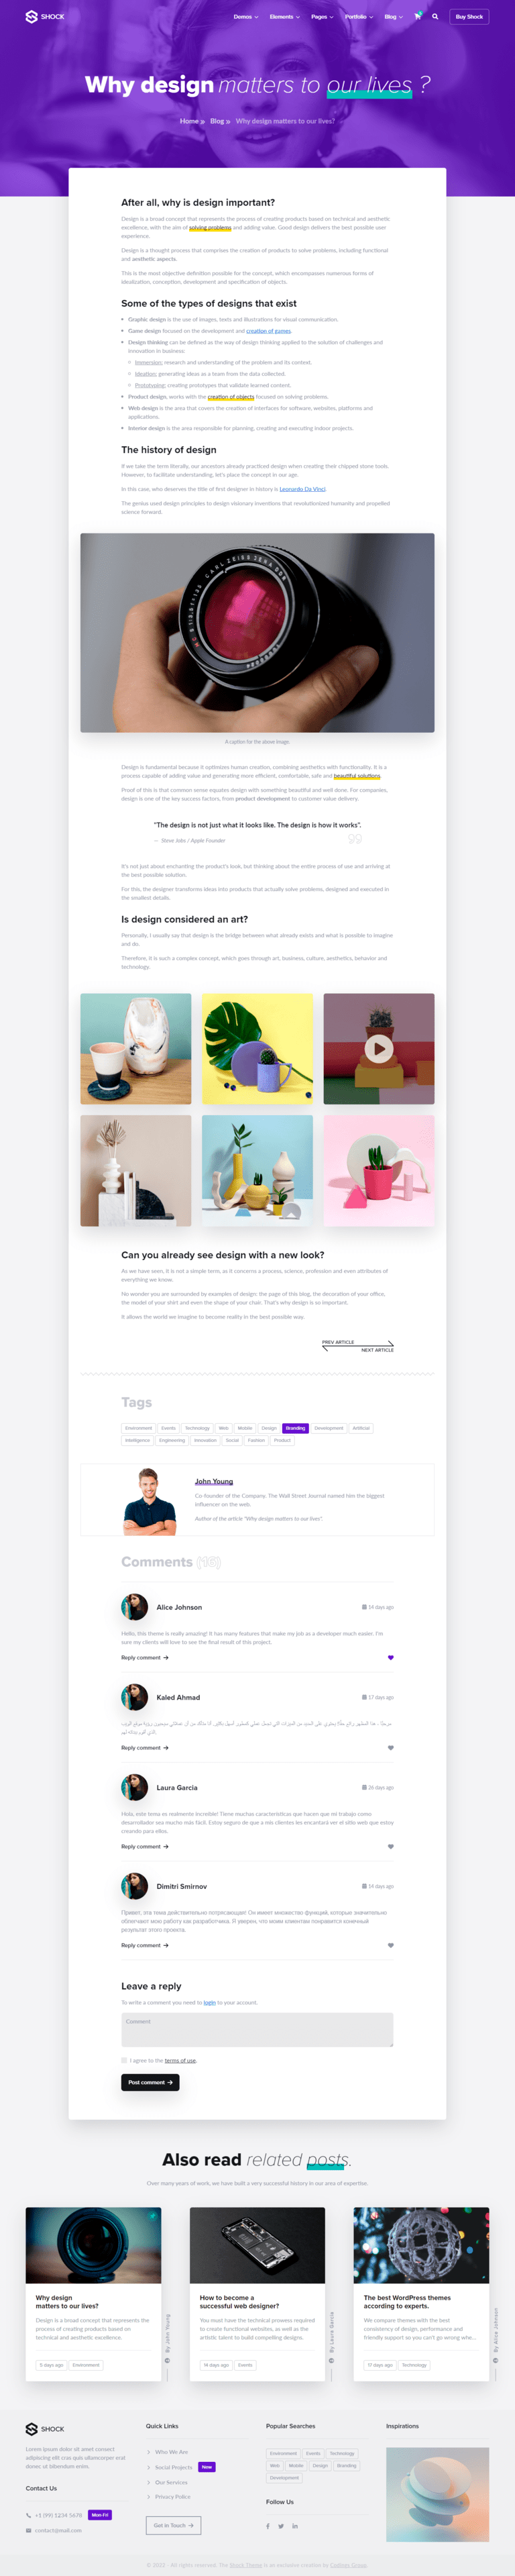 SHOCK
Demos
Elements
Pages
Portfolio
Blog
Buy Shock
Why design matters to our lives ?
Home » Blog » Why design matters to our lives?
After all, why is design important?
Design is a broad concept that represents the process of creating products based on technical and aesthetic
excellence, with the aim of solving problems and adding value. Good design delivers the best possible user
experience.
Design is a thought process that comprises the creation of products to solve problems, including functional
and aesthetic aspects.
This is the most objective definition possible for the concept, which encompasses numerous forms of
idealization, conception, development and specification of objects.
Some of the types of designs that exist
Graphic design is the use of images, texts and illustrations for visual communication.
Game design focused on the development and creation of games.
Design thinking can be defined as the way of design thinking applied to the solution of challenges and
innovation in business:
Immersion: research and understanding of the problem and its context.
Ideation: generating ideas as a team from the data collected.
Prototyping: creating prototypes that validate learned content.
Product design, works with the creation of objects focused on solving problems.
Web design is the area that covers the creation of interfaces for software, websites, platforms and
applications.
Interior design is the area responsible for planning, creating and executing indoor projects.
The history of design
If we take the term literally, our ancestors already practiced design when creating their chipped stone tools.
However, to facilitate understanding, let's place the concept in our age.
In this case, who deserves the title of first designer in history is Leonardo Da Vinci.
The genius used design principles to design visionary inventions that revolutionized humanity and propelled
science forward.
CARL ZEISS JENA
A caption for the above image.
Design is fundamental because it optimizes human creation, combining aesthetics with functionality. It is a
process capable of adding value and generating more efficient, comfortable, safe and beautiful solutions.
Proof of this is that common sense equates design with something beautiful and well done. For companies,
design is one of the key success factors, from product development to customer value delivery.
"The design is not just what it looks like. The design is how it works".
— Steve Jobs / Apple Founder
It's not just about enchanting the product's look, but thinking about the entire process of use and arriving at
the best possible solution.
For this, the designer transforms ideas into products that actually solve problems, designed and executed in
the smallest details.
Is design considered an art?
Personally, I usually say that design is the bridge between what already exists and what is possible to imagine
and do.
Therefore, it is such a complex concept, which goes through art, business, culture, aesthetics, behavior and
technology.
Can you already see design with a new look?
As we have seen, it is not a simple term, as it concerns a process, science, profession and even attributes of
everything we know.
No wonder you are surrounded by examples of design: the page of this blog, the decoration of your office,
the model of your shirt and even the shape of your chair. That's why design is so important.
It allows the world we imagine to become reality in the best possible way.
PREV ARTICLE
NEXT ARTICLE
Tags
Environment Events Technology Web Mobile Design Branding Development Artificial
Intelligence Engineering Innovation Social Fashion Product
John Young
Co-founder of the Company. The Wall Street Journal named him the biggest
influencer on the web.
Author of the article "Why design matters to our lives".
Comments
Alice Johnson
14 days ago
Hello, this theme is really amazing! It has many features that make my job as a developer much easier. I'm
sure my clients will love to see the final result of this project.
Reply comment →
Kaled Ahmad
17 days ago
Reply comment →
Laura Garcia
26 days ago
Hola, este tema es realmente increíble! Tiene muchas características que hacen que mi trabajo como
desarrollador sea mucho más fácil. Estoy seguro de que a mis clientes les encantará ver el sitio web que estoy
creando para ellos.
Reply comment →
Dimitri Smirnov
14 days ago
Привет, эта тема действительно потрясающая! Он имеет множество функций, которые значительно
облегчают мою работу как разработчика. Я уверен, что моим клиентам понравится конечный
результат этого проекта.
Reply comment →
Leave a reply
To write a comment you need to login to your account.
Comment
I agree to the terms of use.
Post comment →
Also read related posts.
Over many years of work, we have built a very successful history in our area of expertise.
Why design
matters to our lives?
Design is a broad concept that represents the
process of creating products based on
technical and aesthetic excellence.
5 days ago Environment
By John Young
How to become a
successful web designer?
You must have the technical prowess required
to create functional websites, as well as the
artistic talent to build compelling designs.
14 days ago Events
By Laura Garcia
The best WordPress themes
according to experts.
We compare themes with the best
consistency of design, performance and
friendly support so you can't go wrong whe...
17 days ago Technology
By Alice Johnson
SHOCK
Lorem ipsum dolor sit amet consect
adipiscing elit cras quis ullamcorper erat
donec ut bibendum enim.
Contact Us
+1 (99) 1234 5678 Mon-Fri
contact@mail.com
Quick Links
Who We Are
Social Projects New
Our Services
Privacy Police
Get in Touch →
Popular Searches
Environment Events Technology
Web Mobile Design Branding
Development
Follow Us
Inspirations
© 2022 - All rights reserved. The Shock Theme is an exclusive creation by Codings Group.